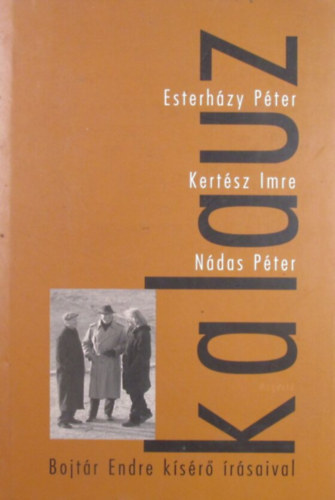 Esterházy Péter
Kertész Imre
Nádas Péter
kalauz
Bojtár Endre kísérő írásaival